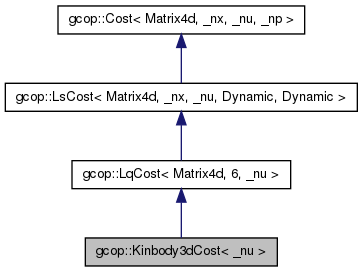 gcop::Cost< Matrix4d, _nx, _nu, _np >
gcop::LsCost< Matrix4d, _nx, _nu, Dynamic, Dynamic >
gcop::LqCost< Matrix4d, 6, _nu >
gcop::Kinbody3dCost< _nu >